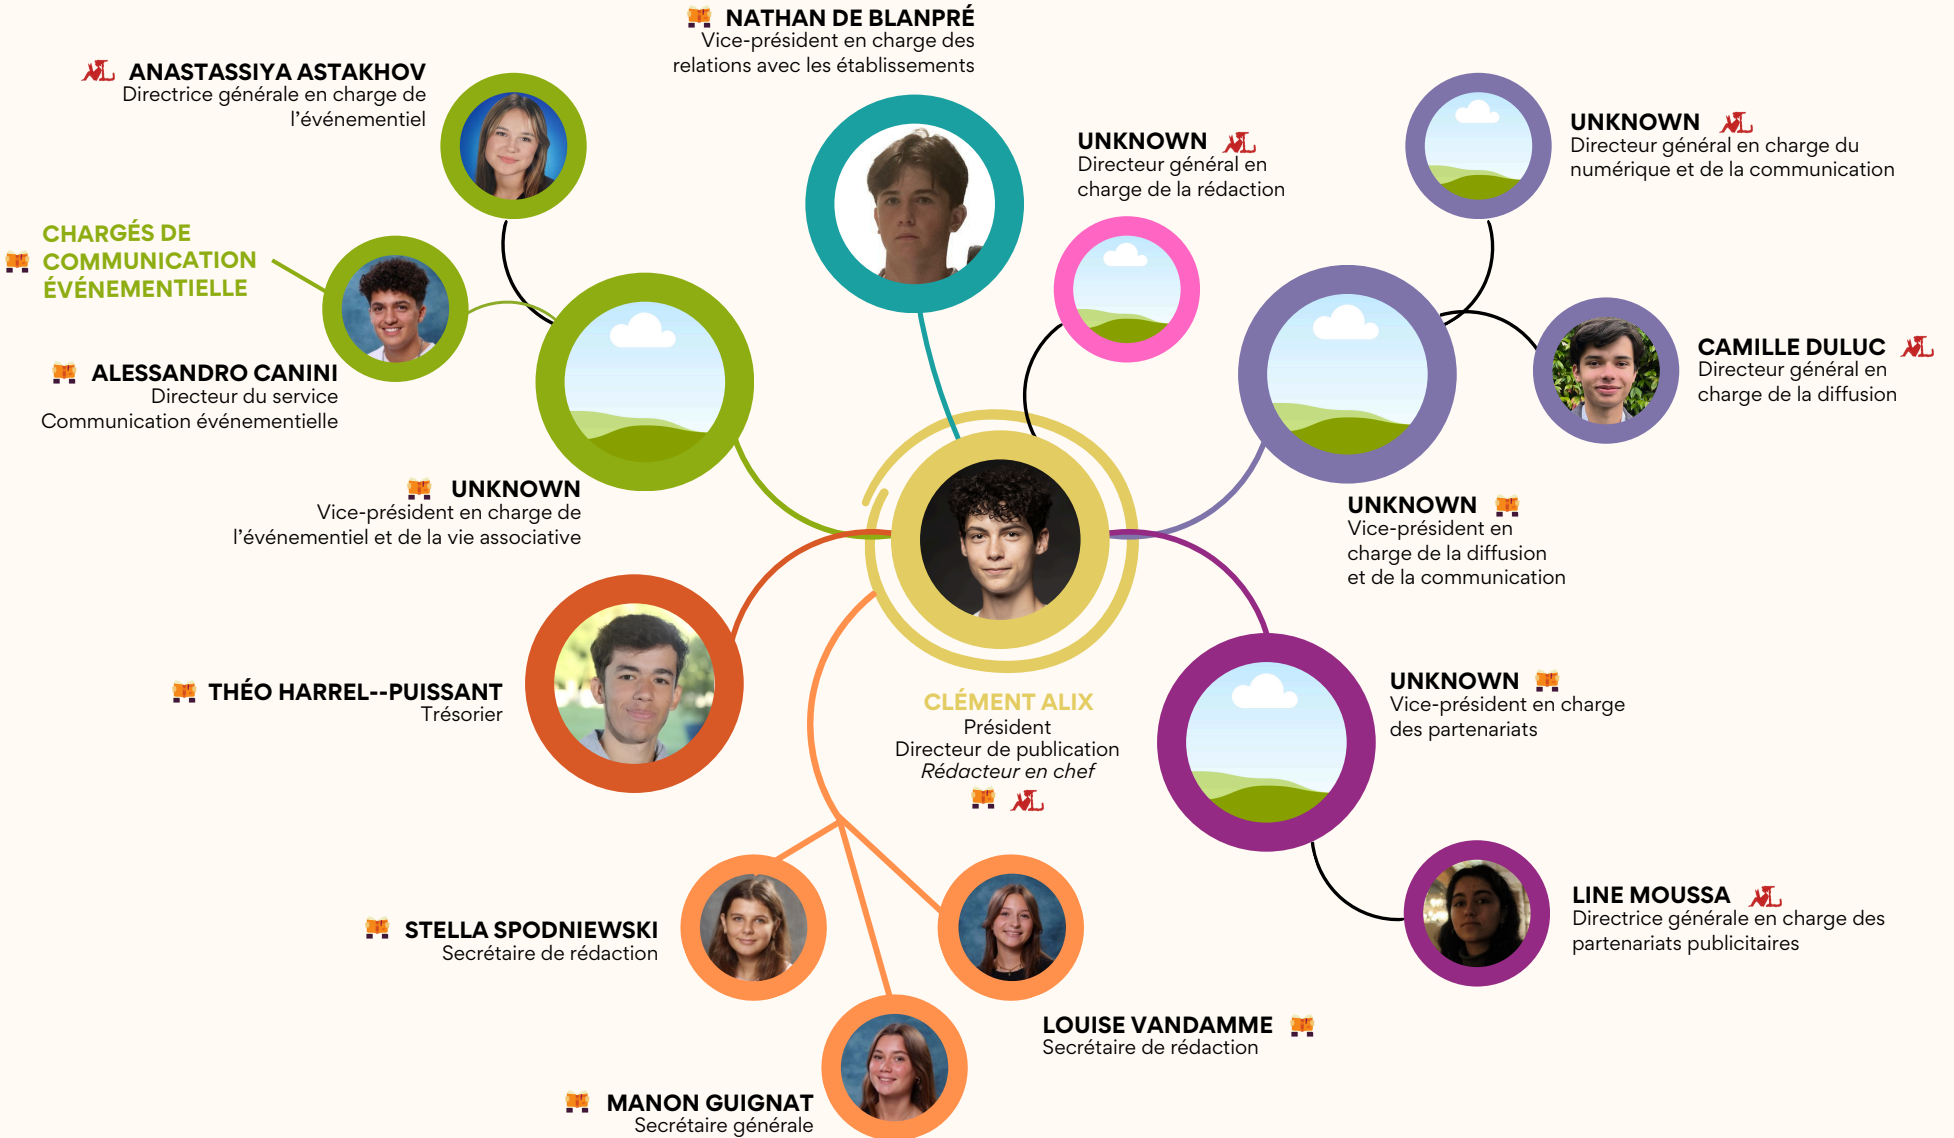 NATHAN DE BLANPRÉ
Vice-président en charge des
relations avec les établissements
ANASTASSIYA ASTAKHOV
Directrice générale en charge de
l'événementiel
UNKNOWN
Directeur général en
charge de la rédaction
UNKNOWN
Directeur général en charge du
numérique et de la communication
CHARGÉS DE
COMMUNICATION
ÉVÉNEMENTIELLE
ALESSANDRO CANINI
Directeur du service
Communication événementielle
CAMILLE DULUC
Directeur général en
charge de la diffusion
UNKNOWN
Vice-président en charge de
l'événementiel et de la vie associative
UNKNOWN
Vice-président en
charge de la diffusion
et de la communication
THÉO HARREL--PUISSANT
Trésorier
CLÉMENT ALIX
Président
Directeur de publication
Rédacteur en chef
UNKNOWN
Vice-président en charge
des partenariats
STELLA SPODNIEWSKI
Secrétaire de rédaction
LINE MOUSSA
Directrice générale en charge des
partenariats publicitaires
LOUISE VANDAMME
Secrétaire de rédaction
MANON GUIGNAT
Secrétaire générale